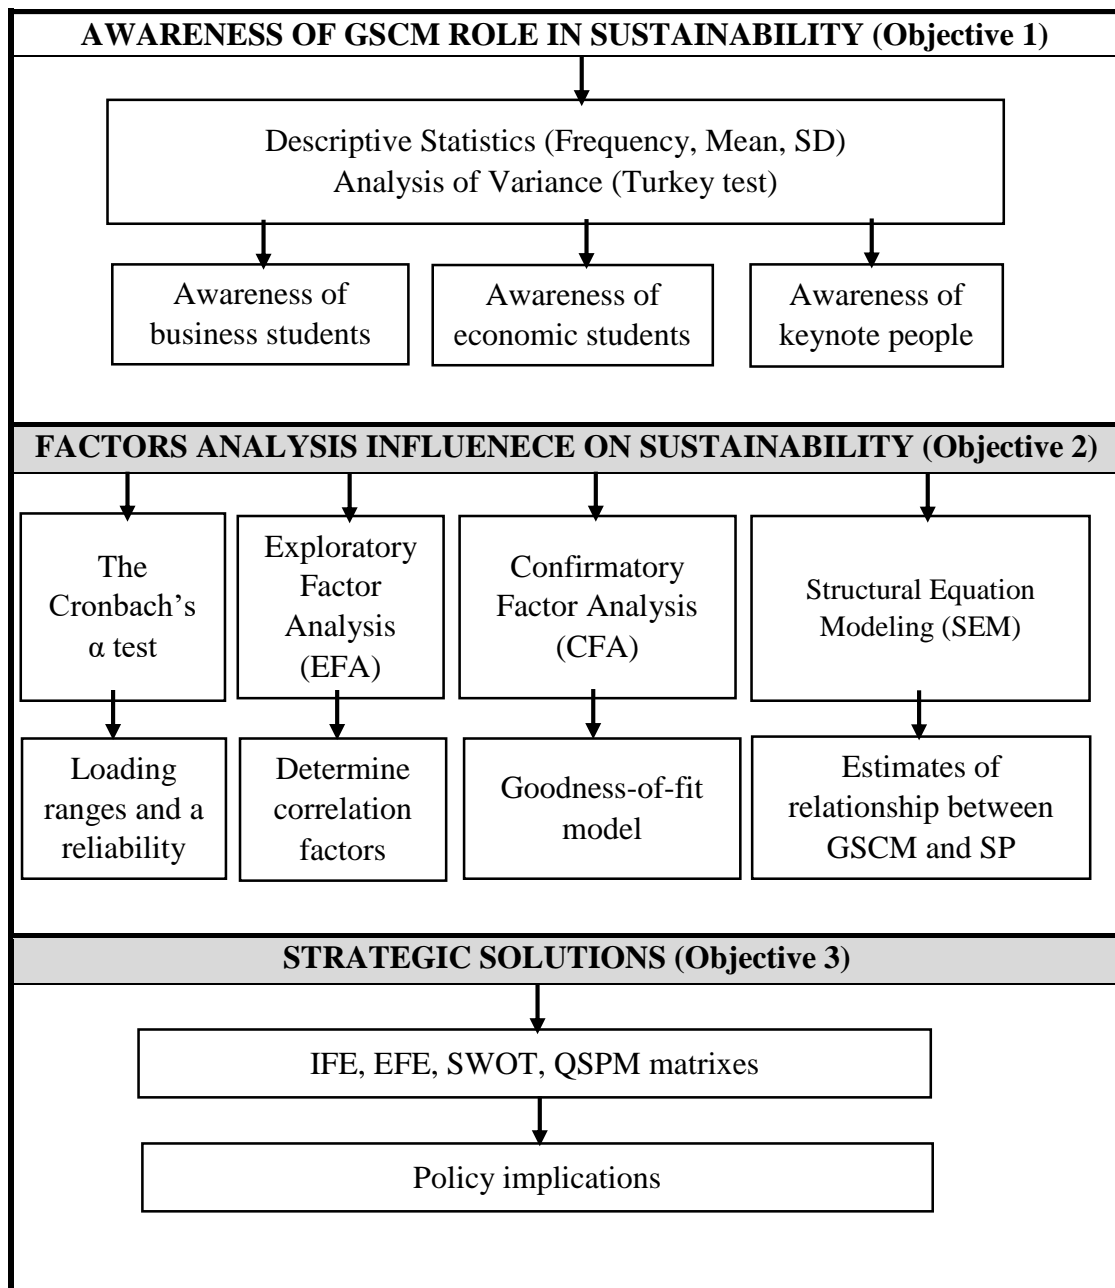 AWARENESS OF GSCM ROLE IN SUSTAINABILITY (Objective 1)
Descriptive Statistics (Frequency, Mean, SD)
Analysis of Variance (Turkey test)
Awareness of
business students
Awareness of
economic students
Awareness of
keynote people
FACTORS ANALYSIS INFLUENECE ON SUSTAINABILITY (Objective 2)
The
Cronbach’s
α test
Exploratory
Factor
Analysis
(EFA)
Confirmatory
Factor Analysis
(CFA)
Structural Equation
Modeling (SEM)
Loading
ranges and a
reliability
Determine
correlation
factors
Goodness-of-fit
model
Estimates of
relationship between
GSCM and SP
STRATEGIC SOLUTIONS (Objective 3)
IFE, EFE, SWOT, QSPM matrixes
Policy implications